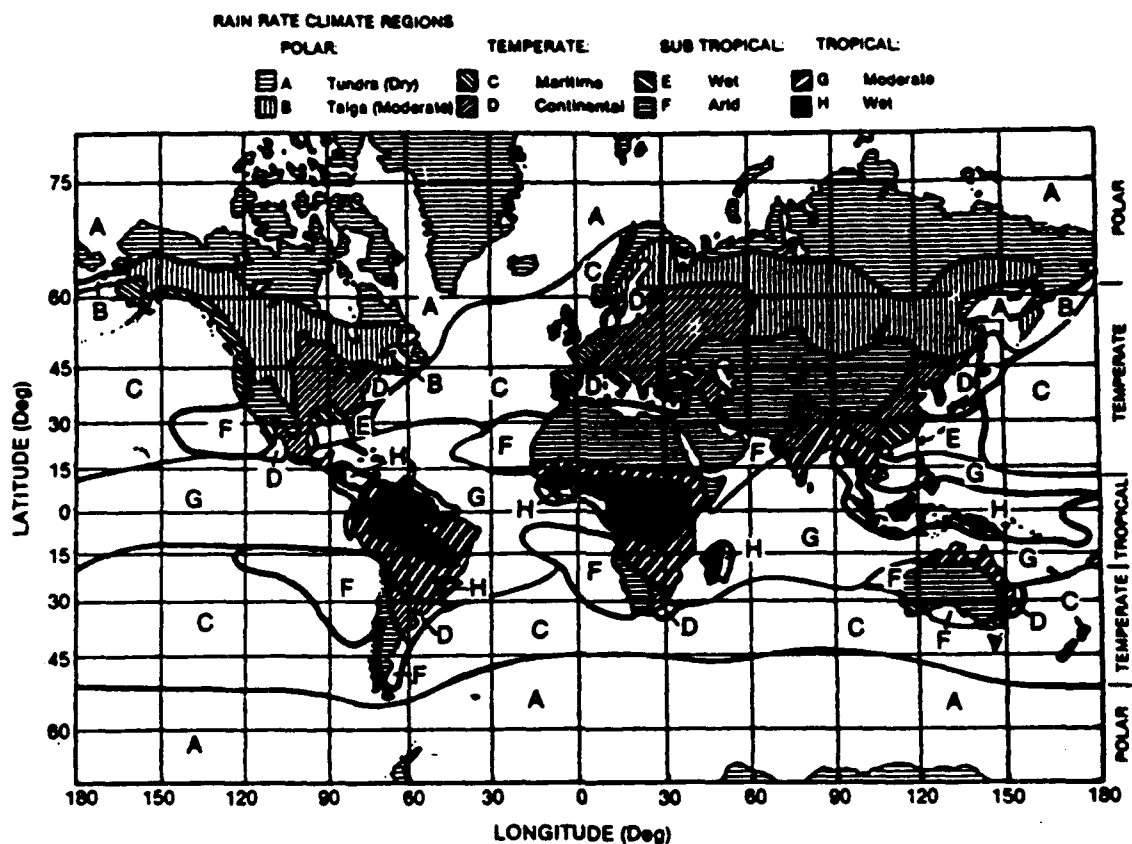 RAIN RATE CLIMATE REGIONS
POLAR: TEMPERATE: SUB TROPICAL: TROPICAL:
A Tundra (Dry) C Maritime E Wet G Moderate
B Taiga (Moderate) D Continental F Arid H Wet
75
60
45
30
15
0
15
30
45
60
LATITUDE (Deg)
A A A A
C D
B A A B
C D B C D D C
F E F F E
D H G
G G H G H
F H F H G F
C H D C D C F D C
F
A A
A
POLAR
TEMPERATE
TROPICAL
TEMPERATE
POLAR
180 150 120 90 60 30 0 30 60 90 120 150 180
LONGITUDE (Deg)